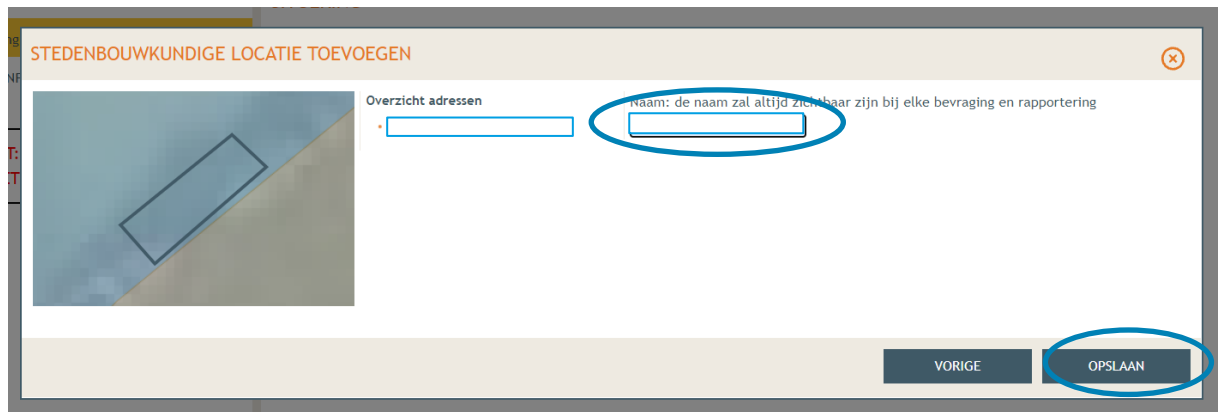 STEDENBOUWKUNDIGE LOCATIE TOEVOEGEN
Overzicht adressen
Naam: de naam zal altijd zichtbaar zijn bij elke bevraging en rapportering
*
VORIGE
OPSLAAN